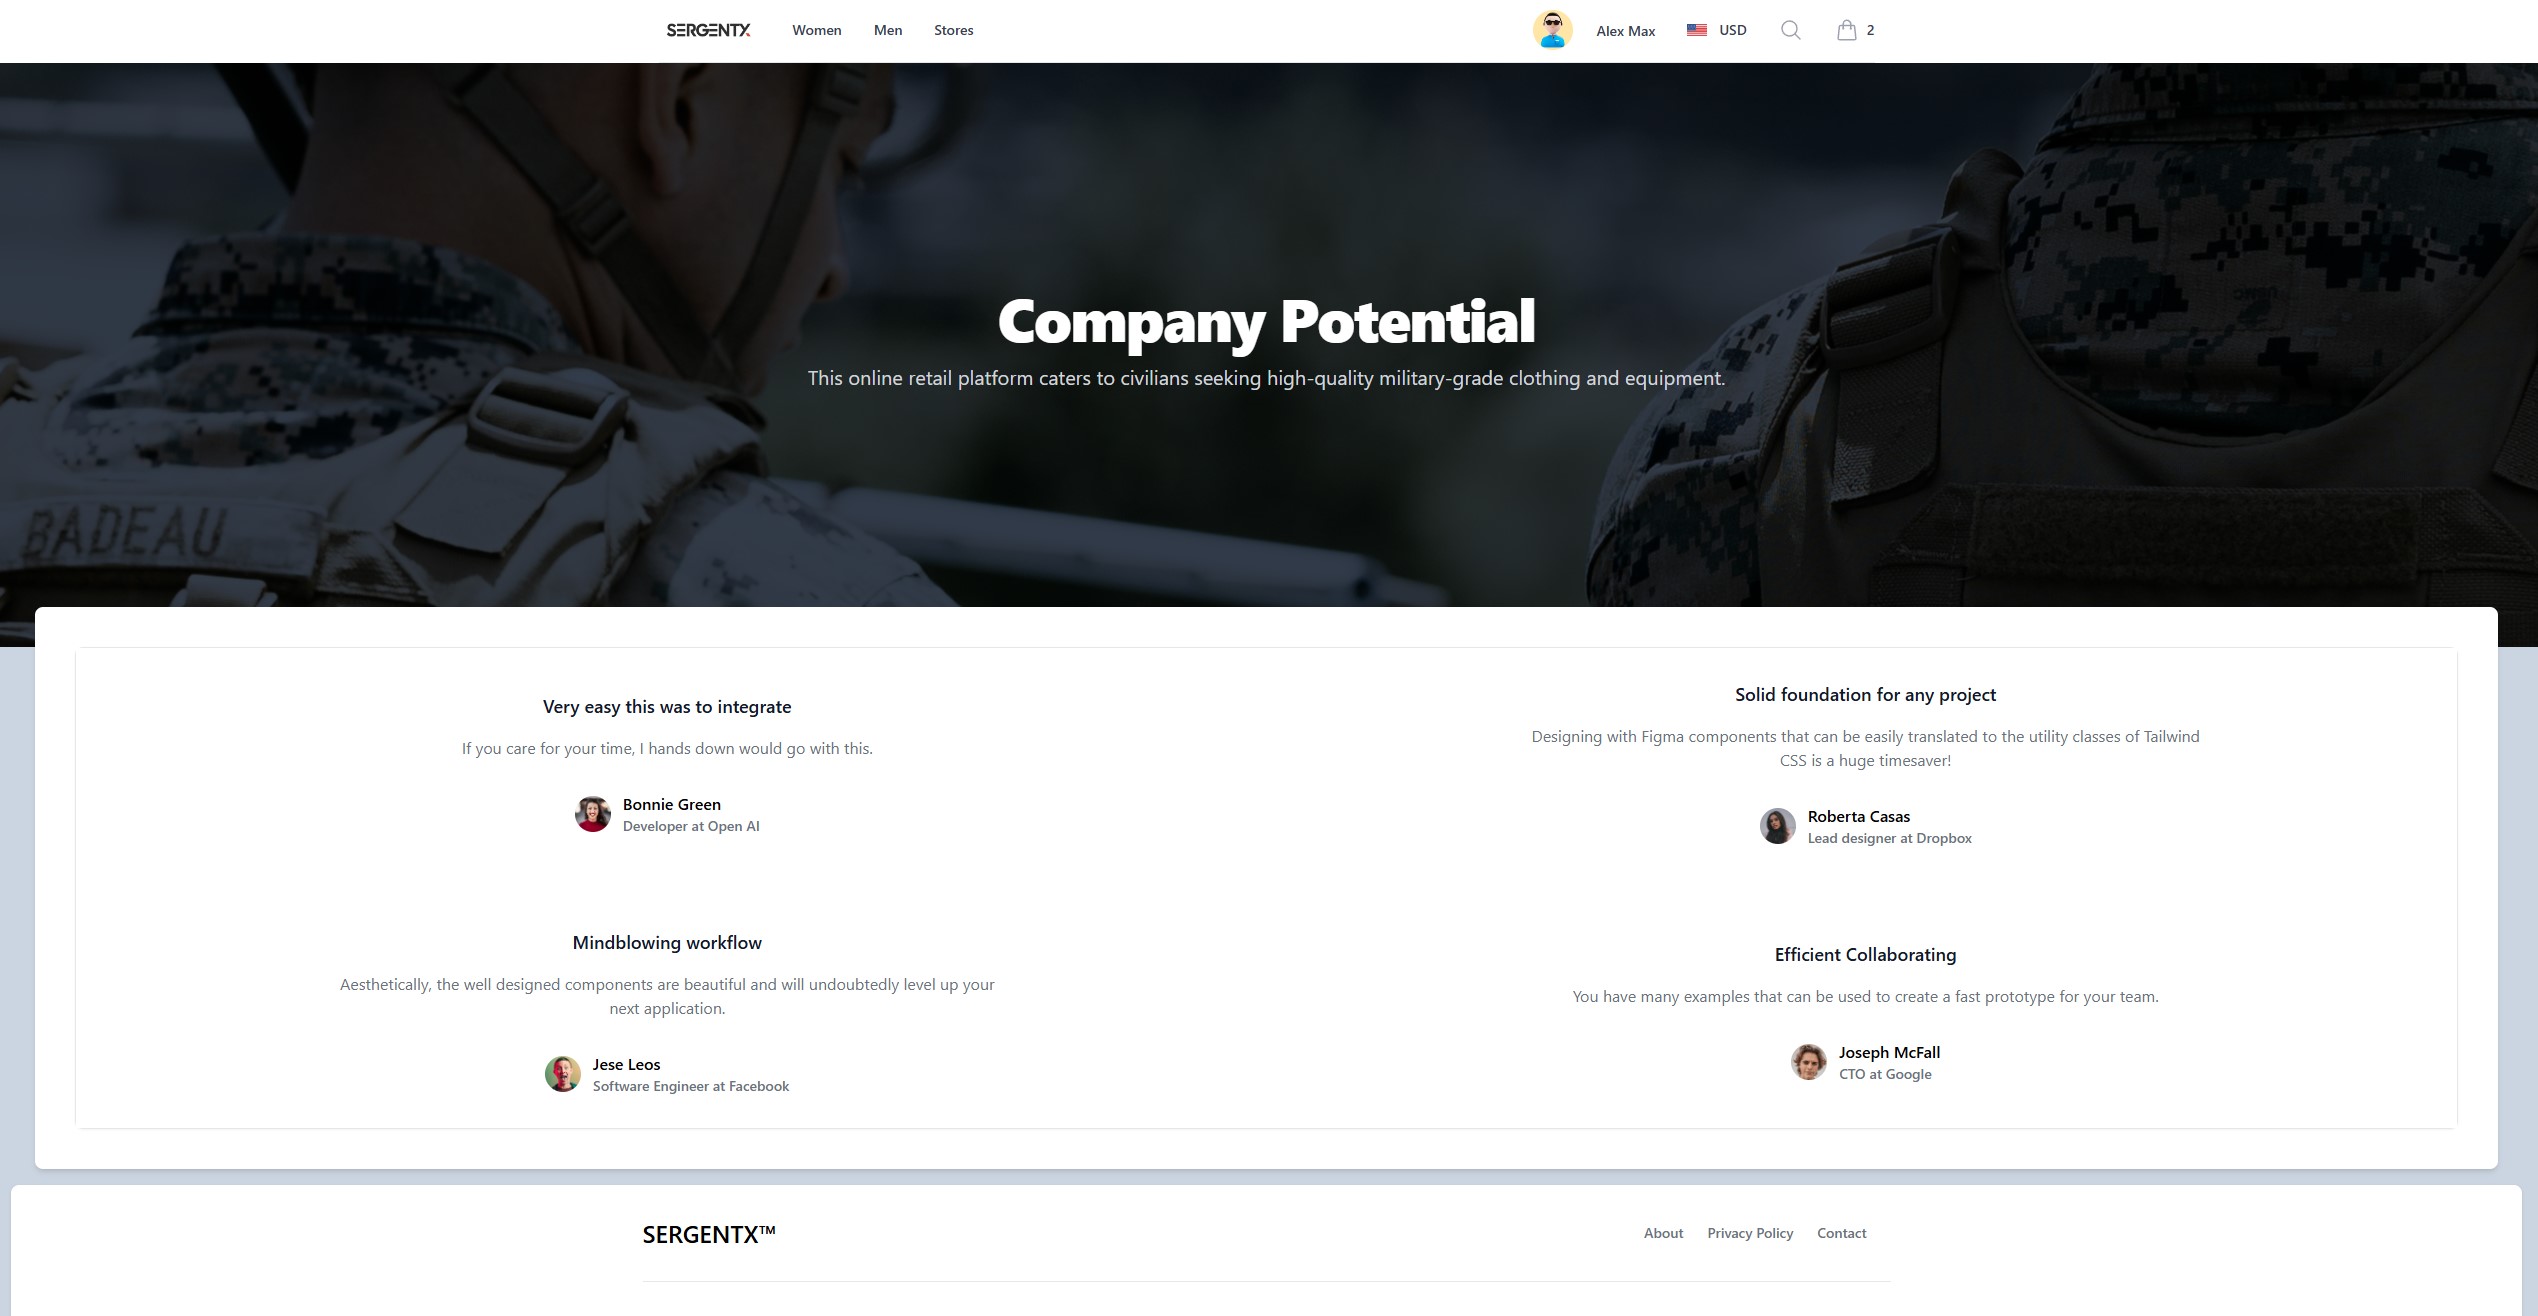 SERGENTX Women Men Stores Alex Max USD 2
Company Potential
This online retail platform caters to civilians seeking high-quality military-grade clothing and equipment.
BADEAU
Very easy this was to integrate
If you care for your time, I hands down would go with this.
Bonnie Green
Developer at Open AI
Solid foundation for any project
Designing with Figma components that can be easily translated to the utility classes of Tailwind
CSS is a huge timesaver!
Roberta Casas
Lead designer at Dropbox
Mindblowing workflow
Aesthetically, the well designed components are beautiful and will undoubtedly level up your
next application.
Jese Leos
Software Engineer at Facebook
Efficient Collaborating
You have many examples that can be used to create a fast prototype for your team.
Joseph McFall
CTO at Google
SERGENTX™ About Privacy Policy Contact